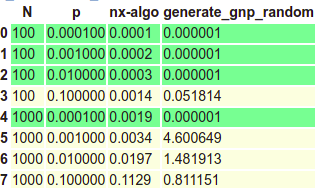 N p nx-algo generate_gnp_random
0 100 0.000100 0.0001 0.000001
1 100 0.001000 0.0002 0.000001
2 100 0.010000 0.0003 0.000001
3 100 0.100000 0.0014 0.051814
4 1000 0.000100 0.0019 0.000001
5 1000 0.001000 0.0034 4.600649
6 1000 0.010000 0.0197 1.481913
7 1000 0.100000 0.1129 0.811151